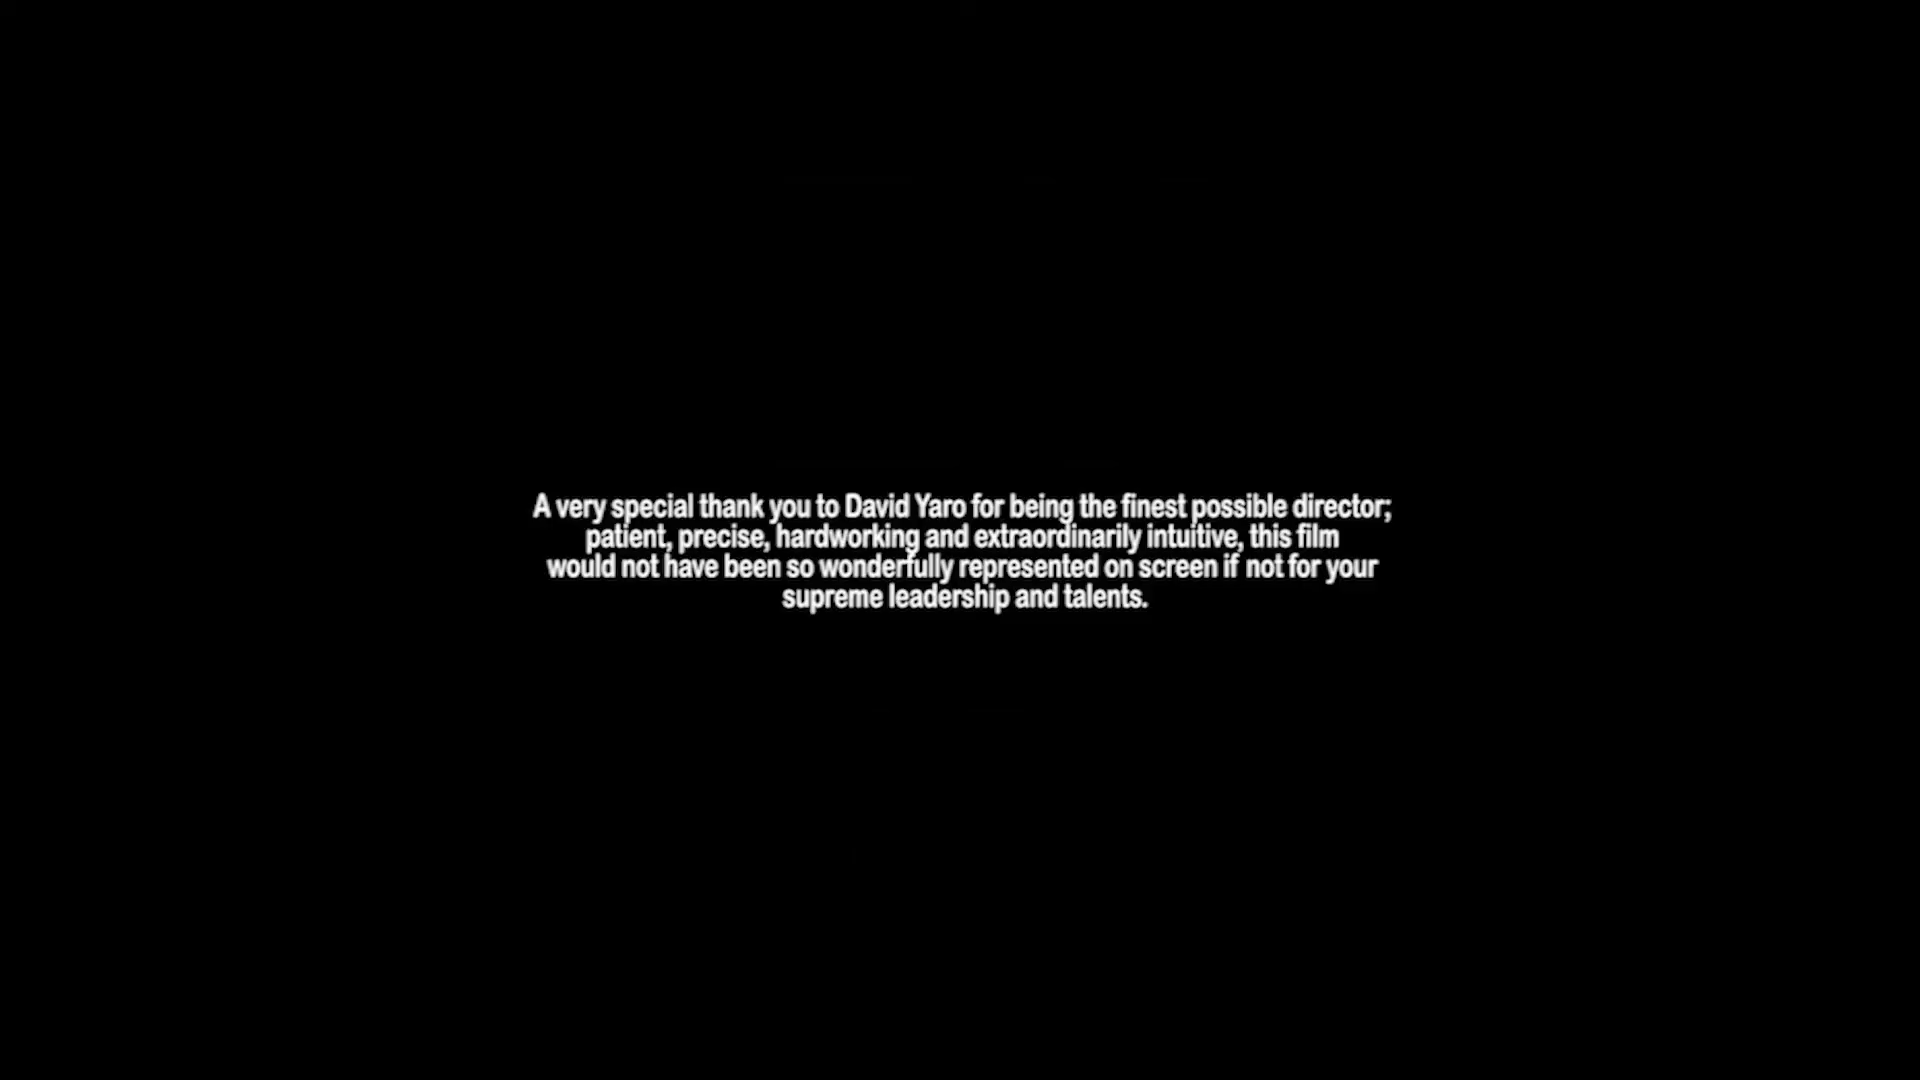 A very special thank you to David Yaro for being the finest possible director;
patient, precise, hardworking and extraordinarily intuitive, this film
would not have been so wonderfully represented on screen if not for your
supreme leadership and talents.